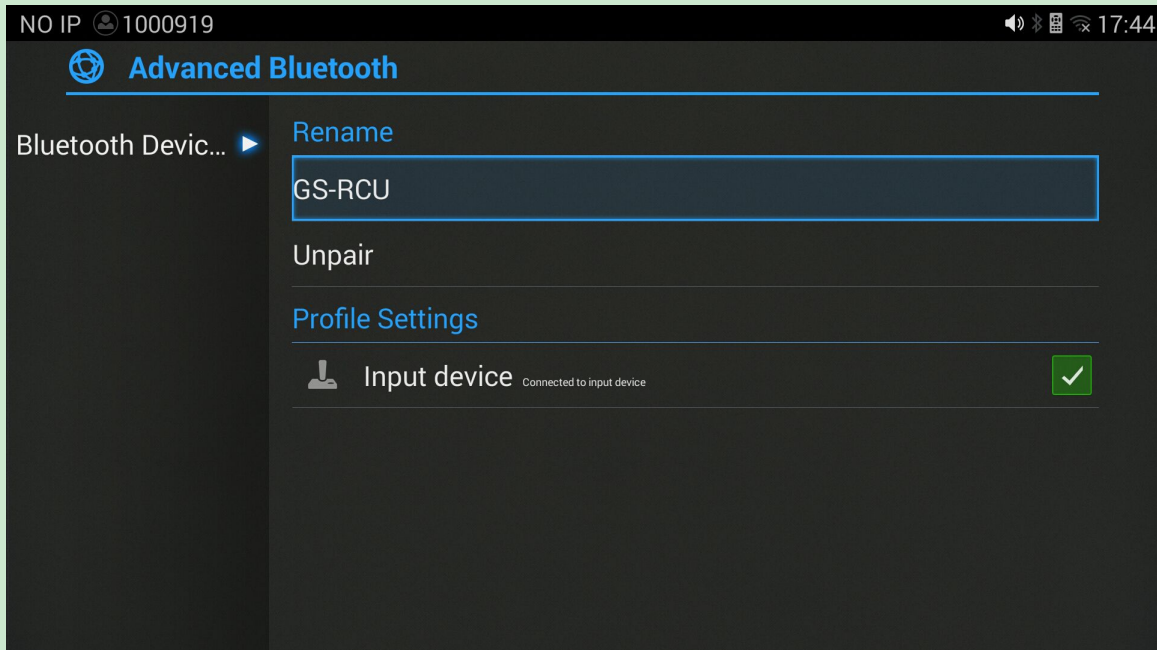 NO IP 1000919 17:44
Advanced Bluetooth
Bluetooth Devic...
Rename
GS-RCU
Unpair
Profile Settings
Input device Connected to input device